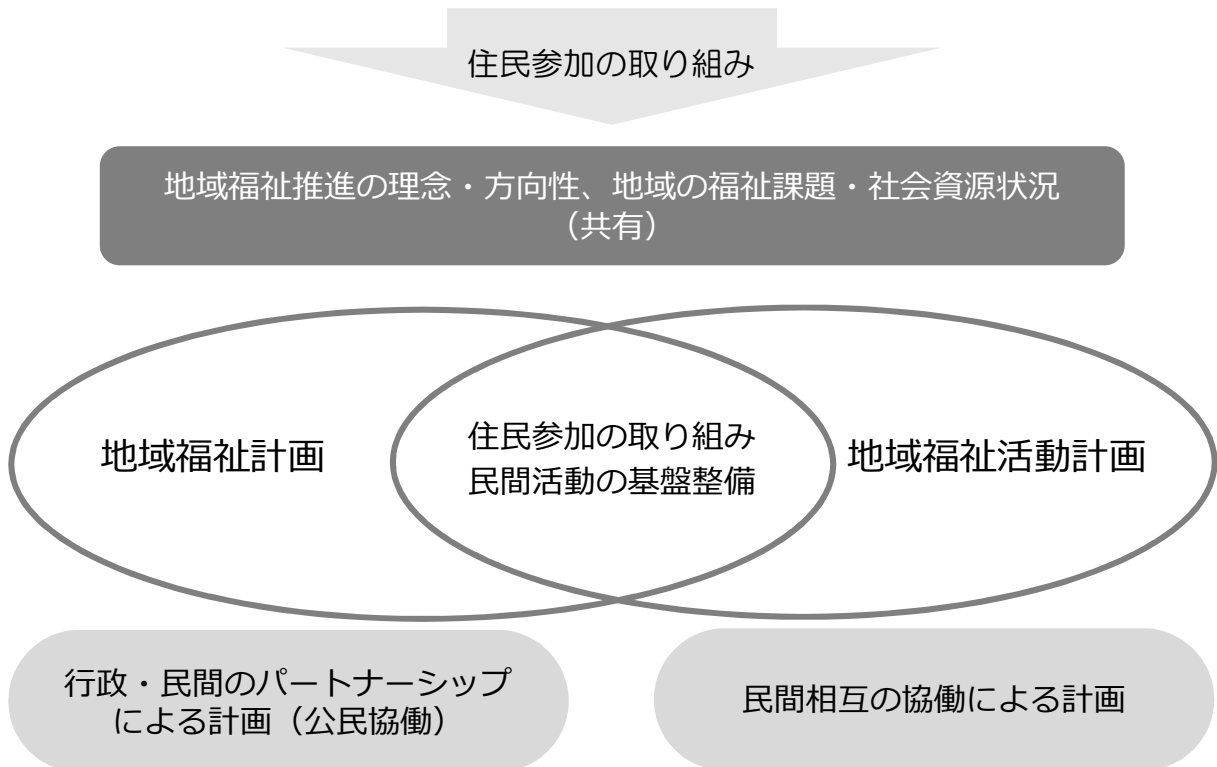 住民参加の取り組み
地域福祉推進の理念・方向性、地域の福祉課題・社会資源状況
（共有）
地域福祉計画
住民参加の取り組み
民間活動の基盤整備
地域福祉活動計画
行政・民間のパートナーシップ
による計画（公民協働）
民間相互の協働による計画